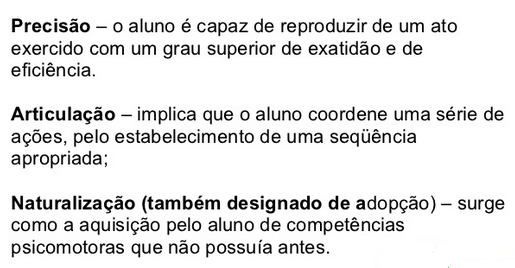 Precisão – o aluno é capaz de reproduzir de um ato
exercido com um grau superior de exatidão e de
eficiência.
Articulação – implica que o aluno coordene uma série de
ações, pelo estabelecimento de uma seqüência
apropriada;
Naturalização (também designado de adopção) – surge
como a aquisição pelo aluno de competências
psicomotoras que não possuía antes.